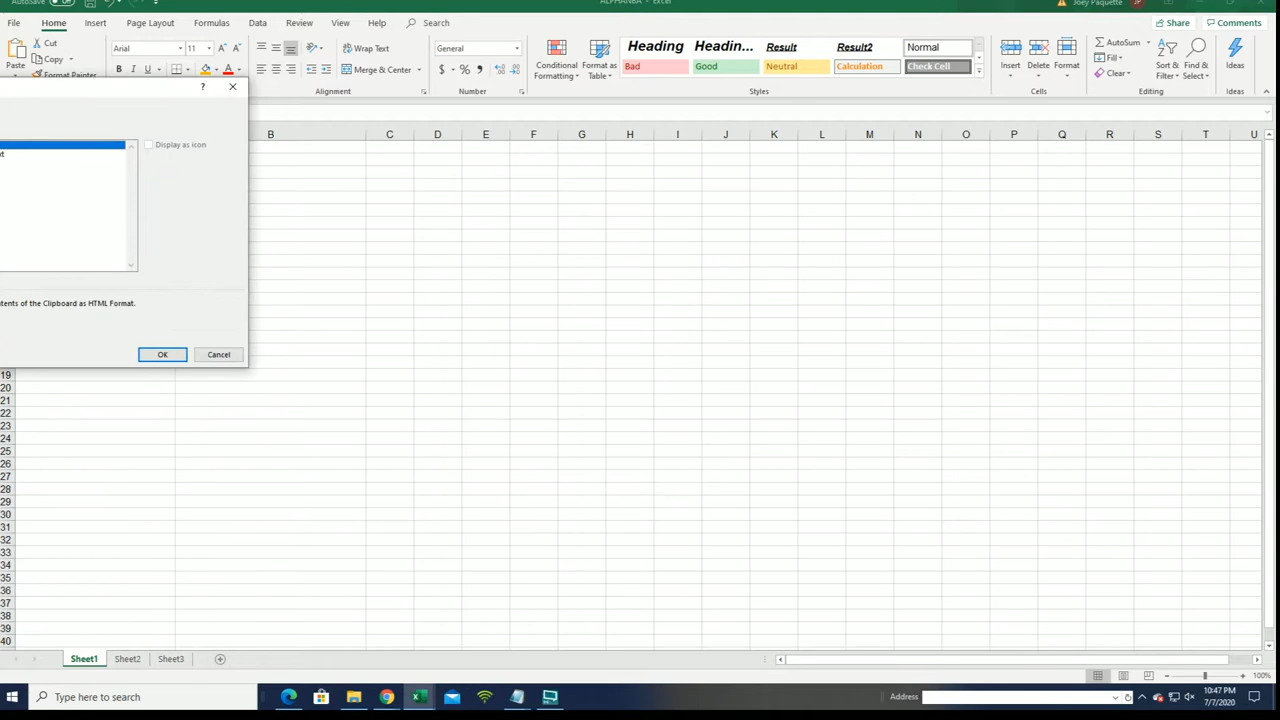 AutoSave
ALPHAN6A - Excel
Joey Paquette
JP
File Home Insert Page Layout Formulas Data Review View Help Search
Share Comments
Cut
Copy
Format Painter
Paste
Arial 11
B I U
Wrap Text
Merge & Center
General
$ %
Conditional Formatting
Format as Table
Heading Headin... Result Result2 Normal
Bad Good Neutral Calculation Check Cell
Insert Delete Format
AutoSum
Fill
Clear
Sort & Filter
Find & Select
Ideas
Alignment Number Styles Cells Editing Ideas
?
B C D E F G H I J K L M N O P Q R S T U
Display as icon
tents of the Clipboard as HTML Format.
OK Cancel
19
20
21
22
23
24
25
26
27
28
29
30
31
32
33
34
35
36
37
38
39
40
Sheet1 Sheet2 Sheet3
100%
Type here to search
Address
10:47 PM
7/7/2020